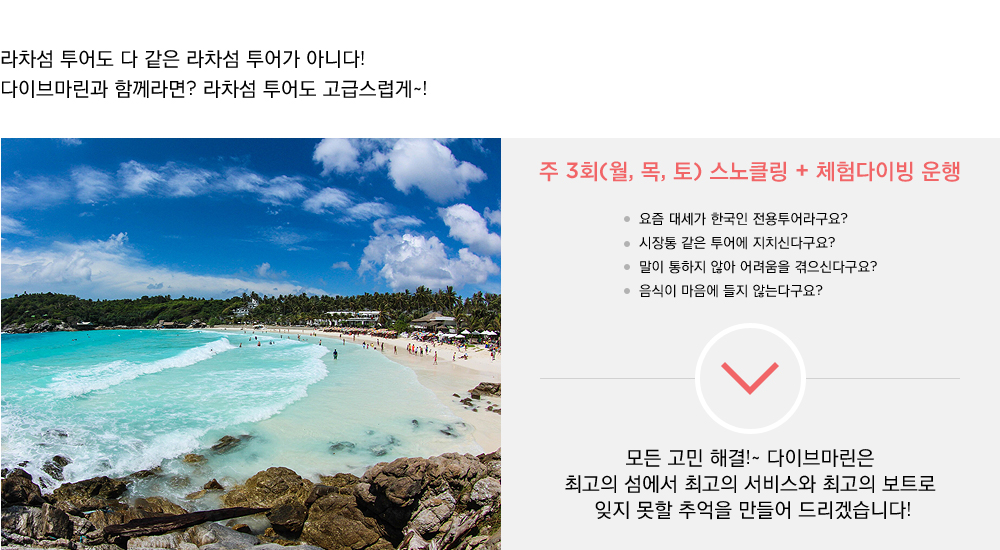 라차섬 투어도 다 같은 라차섬 투어가 아니다!
다이브마린과 함께라면? 라차섬 투어도 고급스럽게~!
주 3회(월, 목, 토) 스노클링 + 체험다이빙 운행
요즘 대세가 한국인 전용투어라구요?
시장통 같은 투어에 지치신다구요?
말이 통하지 않아 어려움을 겪으신다구요?
음식이 마음에 들지 않는다구요?
모든 고민 해결!~ 다이브마린은
최고의 섬에서 최고의 서비스와 최고의 보트로
잊지 못할 추억을 만들어 드리겠습니다!